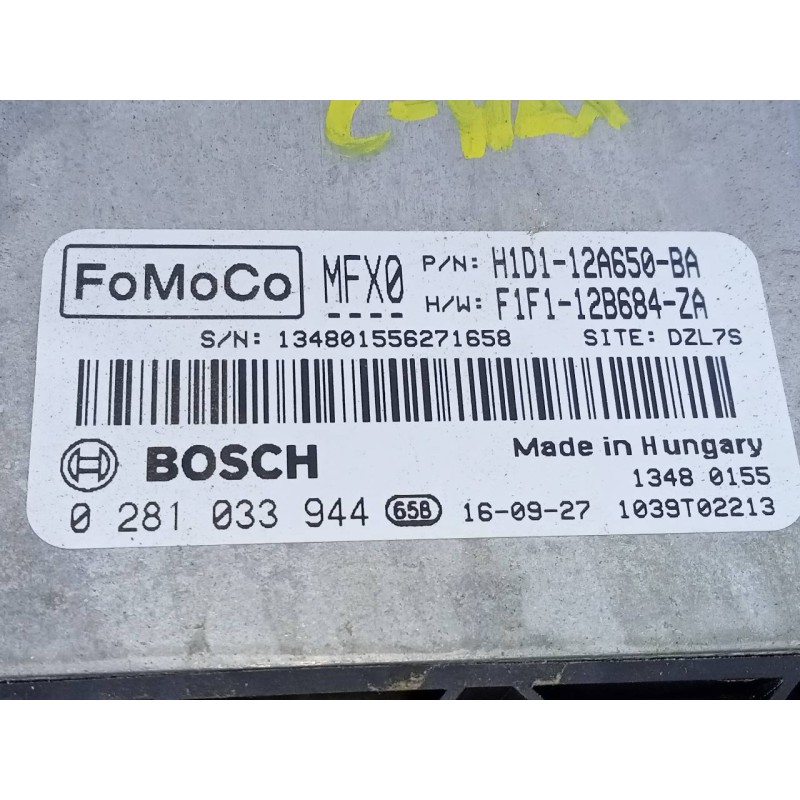 FoMoCo
MFX0
P/N: H1D1-12A650-BA
H/W: F1F1-12B684-ZA
S/N: 134801556271658 SITE: DZL7S
BOSCH
Made in Hungary
1348 0155
0 281 033 944 65B 16-09-27 1039T02213